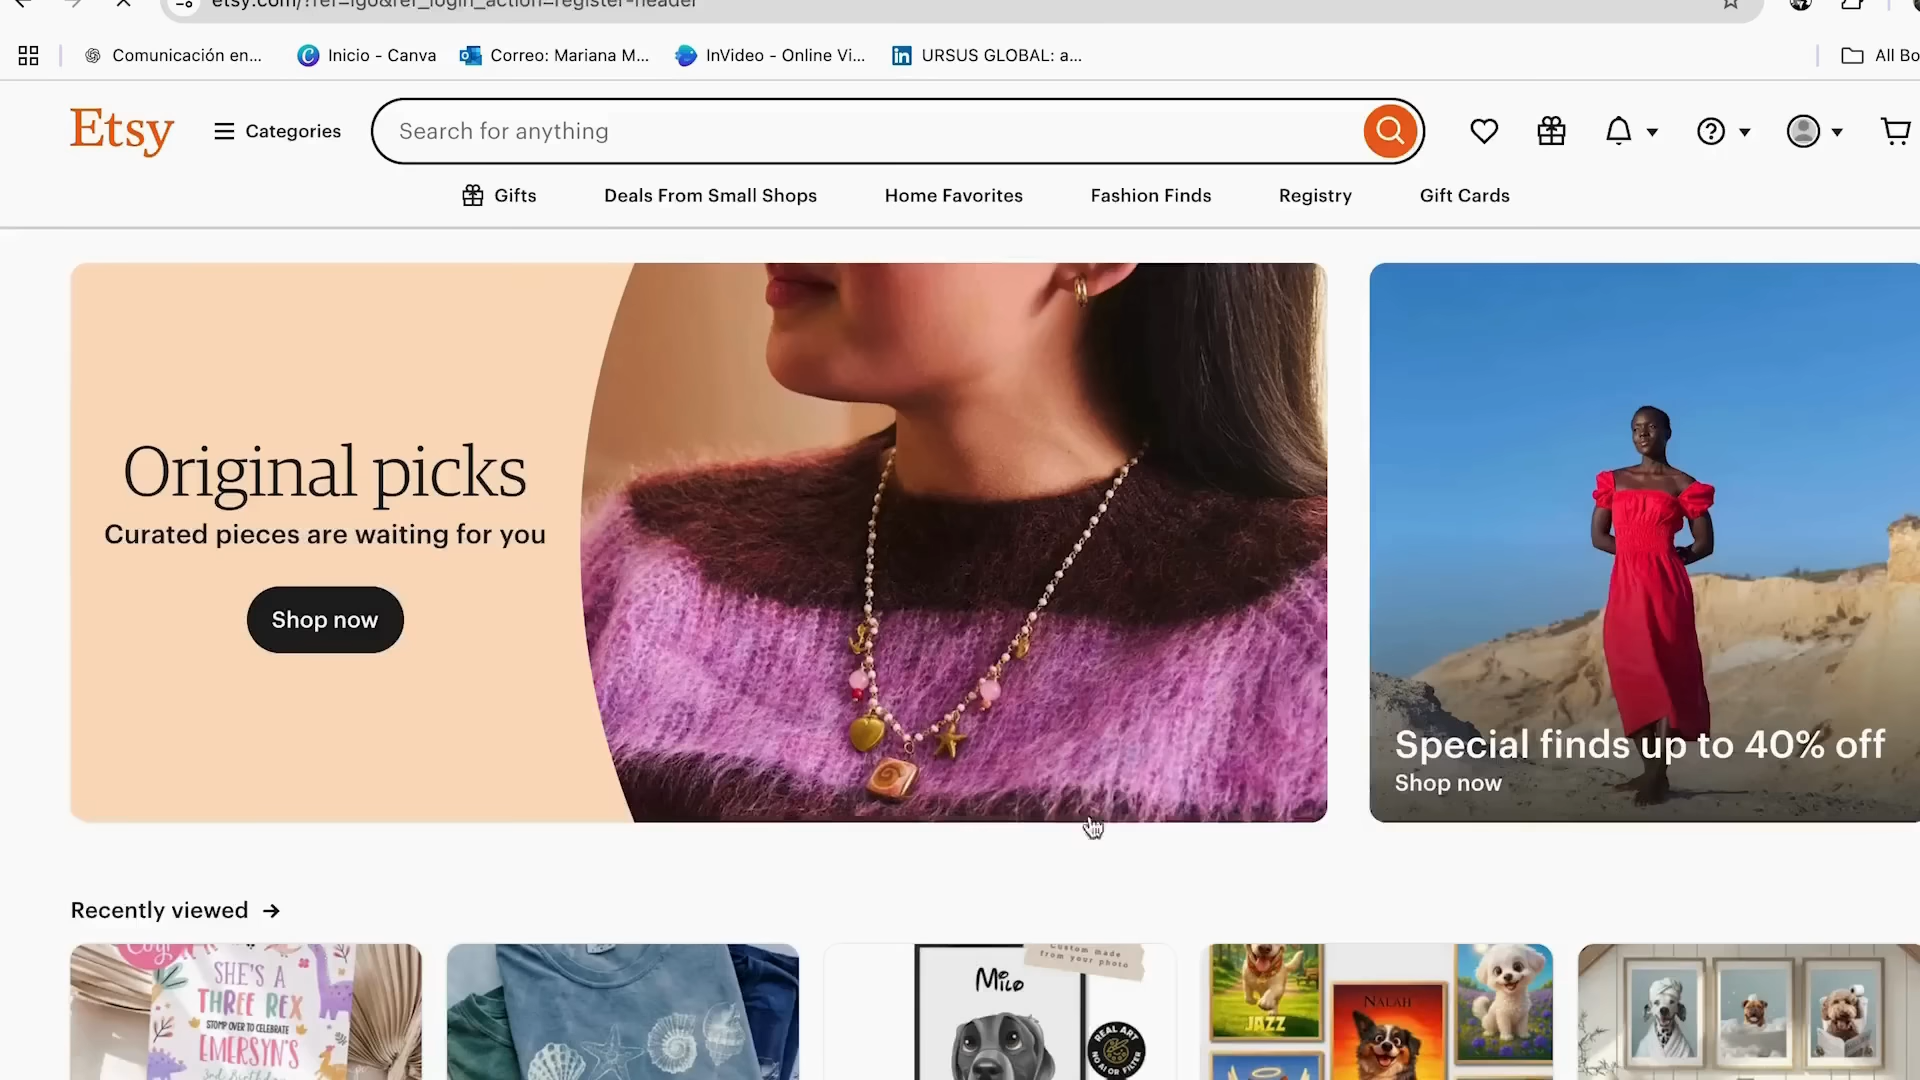 etsy.com/?ref=lgo&ref_login_action=register-header
Comunicación en...
Inicio - Canva
Correo: Mariana M...
InVideo - Online Vi...
URSUS GLOBAL: a...
All Bo
Etsy
Categories
Search for anything
Gifts
Deals From Small Shops
Home Favorites
Fashion Finds
Registry
Gift Cards
Original picks
Curated pieces are waiting for you
Shop now
Special finds up to 40% off
Shop now
Recently viewed
SHE'S A
THREE REX
STOMP OVER TO CELEBRATE
EMERSYN'S
3rd Birthday
Custom made
from your photo
Milo
REAL ART
NO AI OR FILTER
JAZZ
NALAH